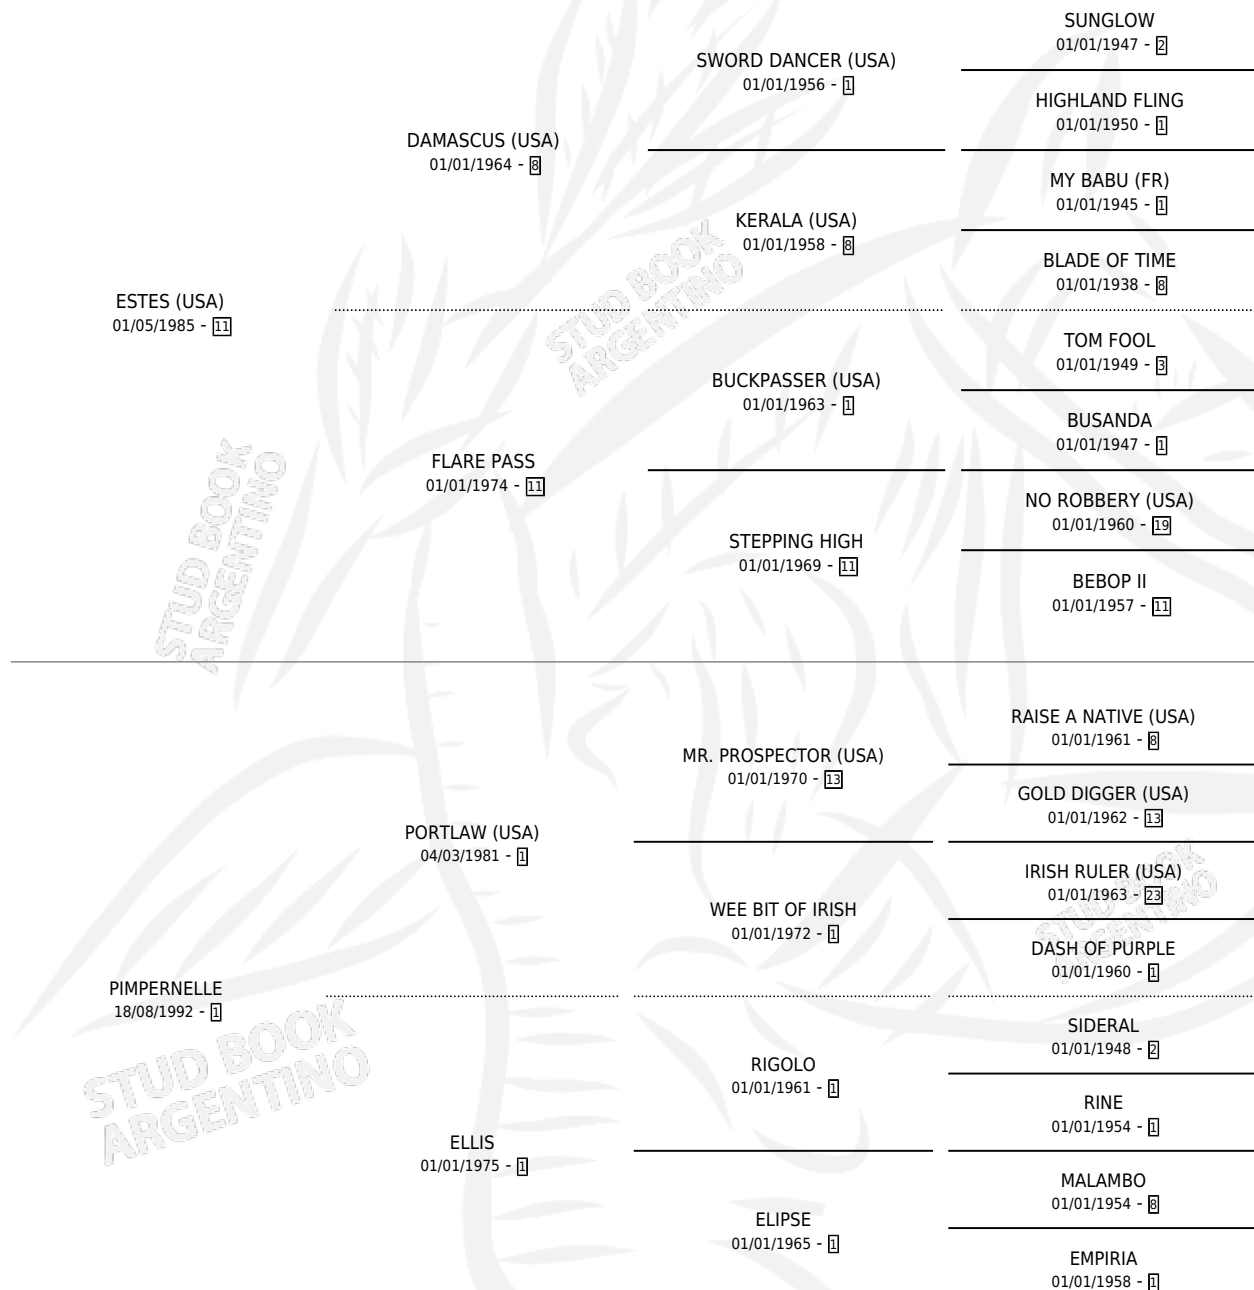 SUNGLOW
01/01/1947 - 2
SWORD DANCER (USA)
01/01/1956 - 1
HIGHLAND FLING
01/01/1950 - 1
DAMASCUS (USA)
01/01/1964 - 8
MY BABU (FR)
01/01/1945 - 1
KERALA (USA)
01/01/1958 - 8
BLADE OF TIME
01/01/1938 - 8
ESTES (USA)
01/05/1985 - 11
TOM FOOL
01/01/1949 - 3
BUCKPASSER (USA)
01/01/1963 - 1
BUSANDA
01/01/1947 - 1
FLARE PASS
01/01/1974 - 11
NO ROBBERY (USA)
01/01/1960 - 19
STEPPING HIGH
01/01/1969 - 11
BEBOP II
01/01/1957 - 11
RAISE A NATIVE (USA)
01/01/1961 - 8
MR. PROSPECTOR (USA)
01/01/1970 - 13
GOLD DIGGER (USA)
01/01/1962 - 13
PORTLAW (USA)
04/03/1981 - 1
IRISH RULER (USA)
01/01/1963 - 23
WEE BIT OF IRISH
01/01/1972 - 1
DASH OF PURPLE
01/01/1960 - 1
PIMPERNELLE
18/08/1992 - 1
SIDERAL
01/01/1948 - 2
RIGOLO
01/01/1961 - 1
RINE
01/01/1954 - 1
ELLIS
01/01/1975 - 1
MALAMBO
01/01/1954 - 8
ELIPSE
01/01/1965 - 1
EMPIRIA
01/01/1958 - 1
STUD BOOK
ARGENTINO
STUD BOOK
ARGENTINO
STUD BOOK
ARGENTINO
STUD BOOK
ARGENTINO